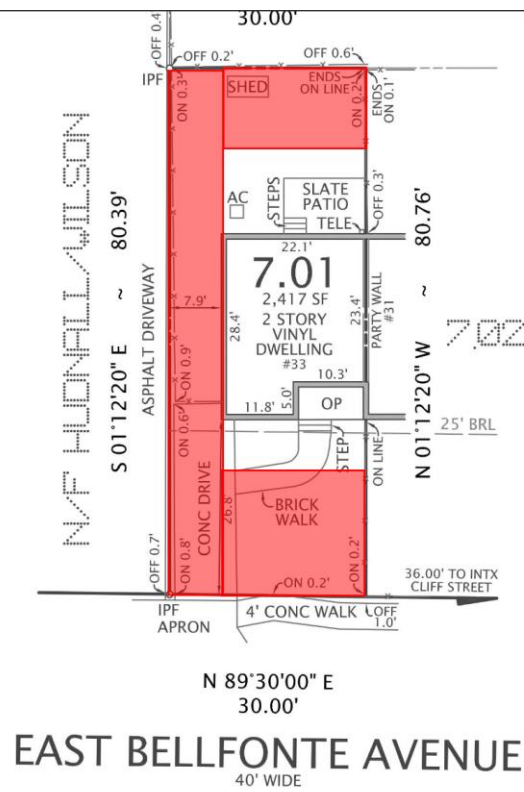 30.00'
OFF 0.4'
OFF 0.2'
OFF 0.6'
IPF
ON 0.3'
SHED
ENDS
ON LINE
ON 0.2'
ENDS
ON 0.1'
N/F HUDNALL/WILSON
S 01°12'20" E ~ 80.39'
ASPHALT DRIVEWAY
AC
STEPS
SLATE
PATIO
TELE
OFF 0.3'
N 01°12'20" W ~ 80.76'
22.1'
7.01
2,417 SF
2 STORY
VINYL
DWELLING
#33
7.9'
28.4'
23.4'
PARTY WALL
#31
7.02
ON 0.9'
ON 0.6'
10.3'
5.0'
11.8'
OP
25' BRL
STEP
ON LINE
CONC DRIVE
26.8'
BRICK
WALK
OFF 0.7'
ON 0.8'
ON 0.2'
ON 0.2'
36.00' TO INTX
CLIFF STREET
IPF
APRON
4' CONC WALK
OFF
1.0'
N 89°30'00" E
30.00'
EAST BELLFONTE AVENUE
40' WIDE